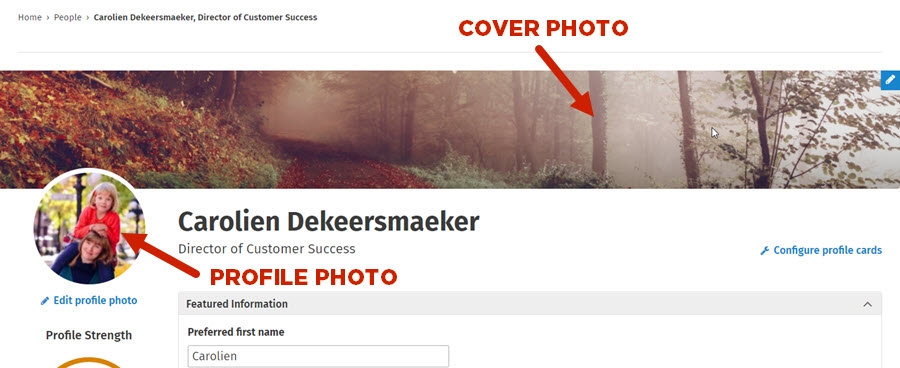 Home › People › Carolien Dekeersmaeker, Director of Customer Success
COVER PHOTO
Carolien Dekeersmaeker
Director of Customer Success
Configure profile cards
PROFILE PHOTO
Edit profile photo
Featured Information
Profile Strength
Preferred first name
Carolien